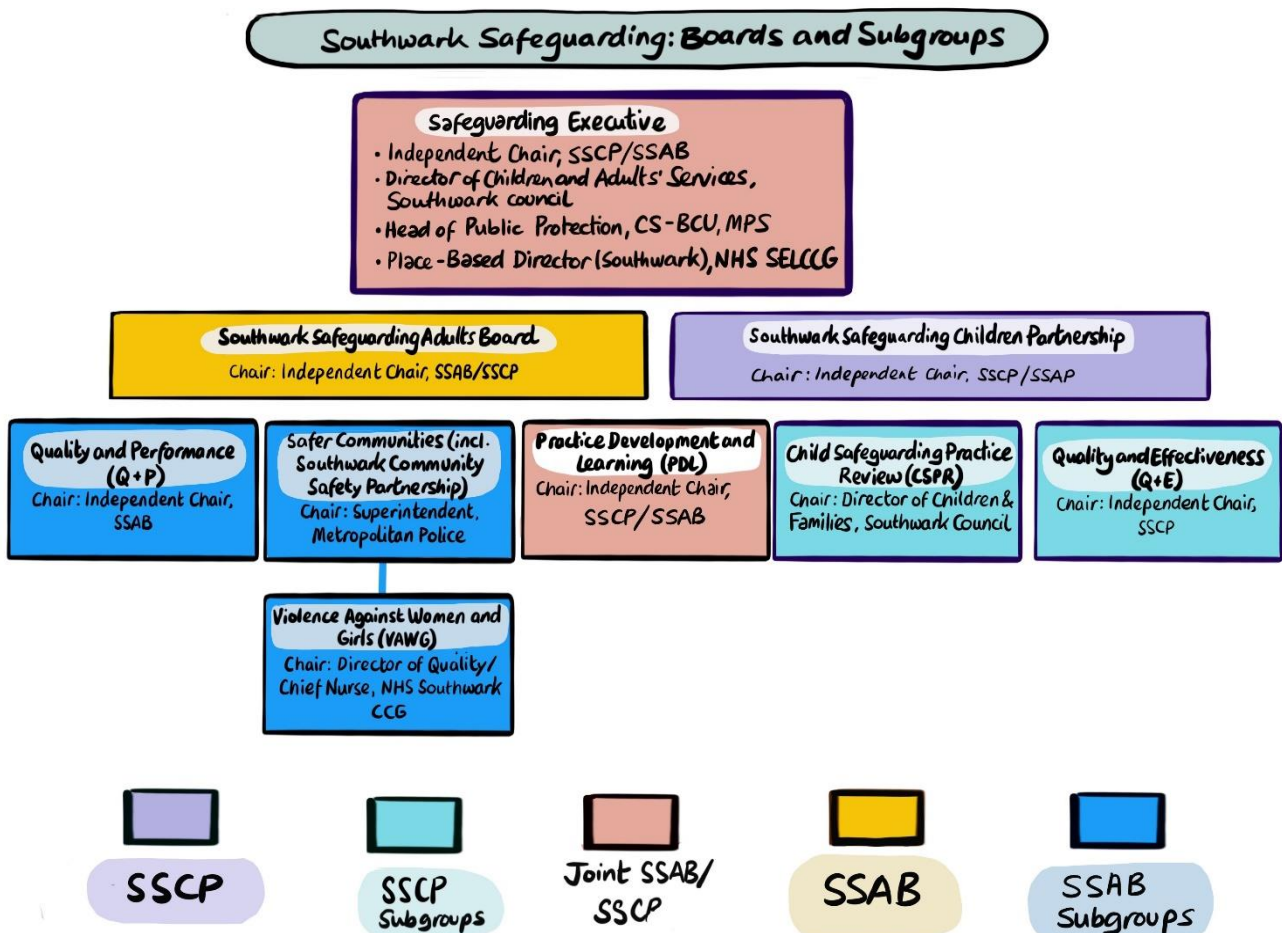 Southwark Safeguarding: Boards and Subgroups
Safeguarding Executive
• Independent Chair, SSCP/SSAB
• Director of Children and Adults' Services,
Southwark council
• Head of Public Protection, CS-BCU, MPS
• Place-Based Director (Southwark), NHS SELCCG
Southwark Safeguarding Adults Board
Chair: Independent Chair, SSAB/SSCP
Southwark Safeguarding Children Partnership
Chair: Independent Chair, SSCP/SSAP
Quality and Performance
(Q+P)
Chair: Independent Chair,
SSAB
Safer Communities (incl.
Southwark Community
Safety Partnership)
Chair: Superintendent,
Metropolitan Police
Practice Development and
Learning (PDL)
Chair: Independent Chair,
SSCP/SSAB
Child Safeguarding Practice
Review (CSPR)
Chair: Director of Children &
Families, Southwark Council
Quality and Effectiveness
(Q+E)
Chair: Independent Chair,
SSCP
Violence Against Women and
Girls (VAWG)
Chair: Director of Quality/
Chief Nurse, NHS Southwark
CCG
SSCP
SSCP
Subgroups
Joint SSAB/
SSCP
SSAB
SSAB
Subgroups